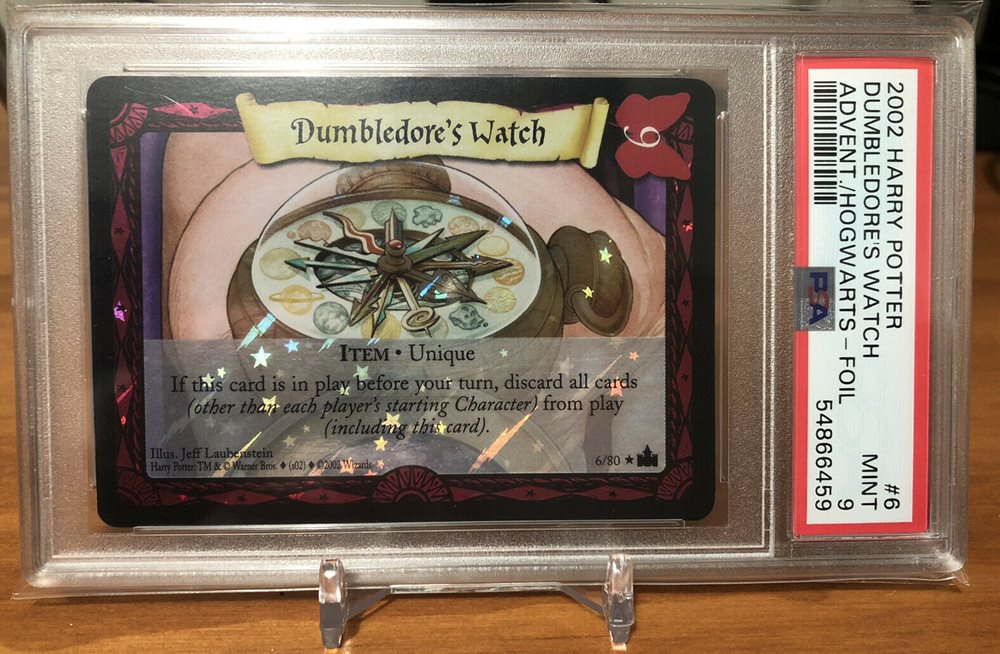 Dumbledore's Watch
9
ITEM • Unique
If this card is in play before your turn, discard all cards
(other than each player's starting Character) from play
(including this card).
Illus. Jeff Laubenstein
Harry Potter: TM & © Warner Bros. ♦ (s02) ♦ ©2002 Wizards.
6/80 ★
2002 HARRY POTTER #6
DUMBLEDORE'S WATCH MINT
ADVENT./HOGWARTS - FOIL 9
54866459
PSA